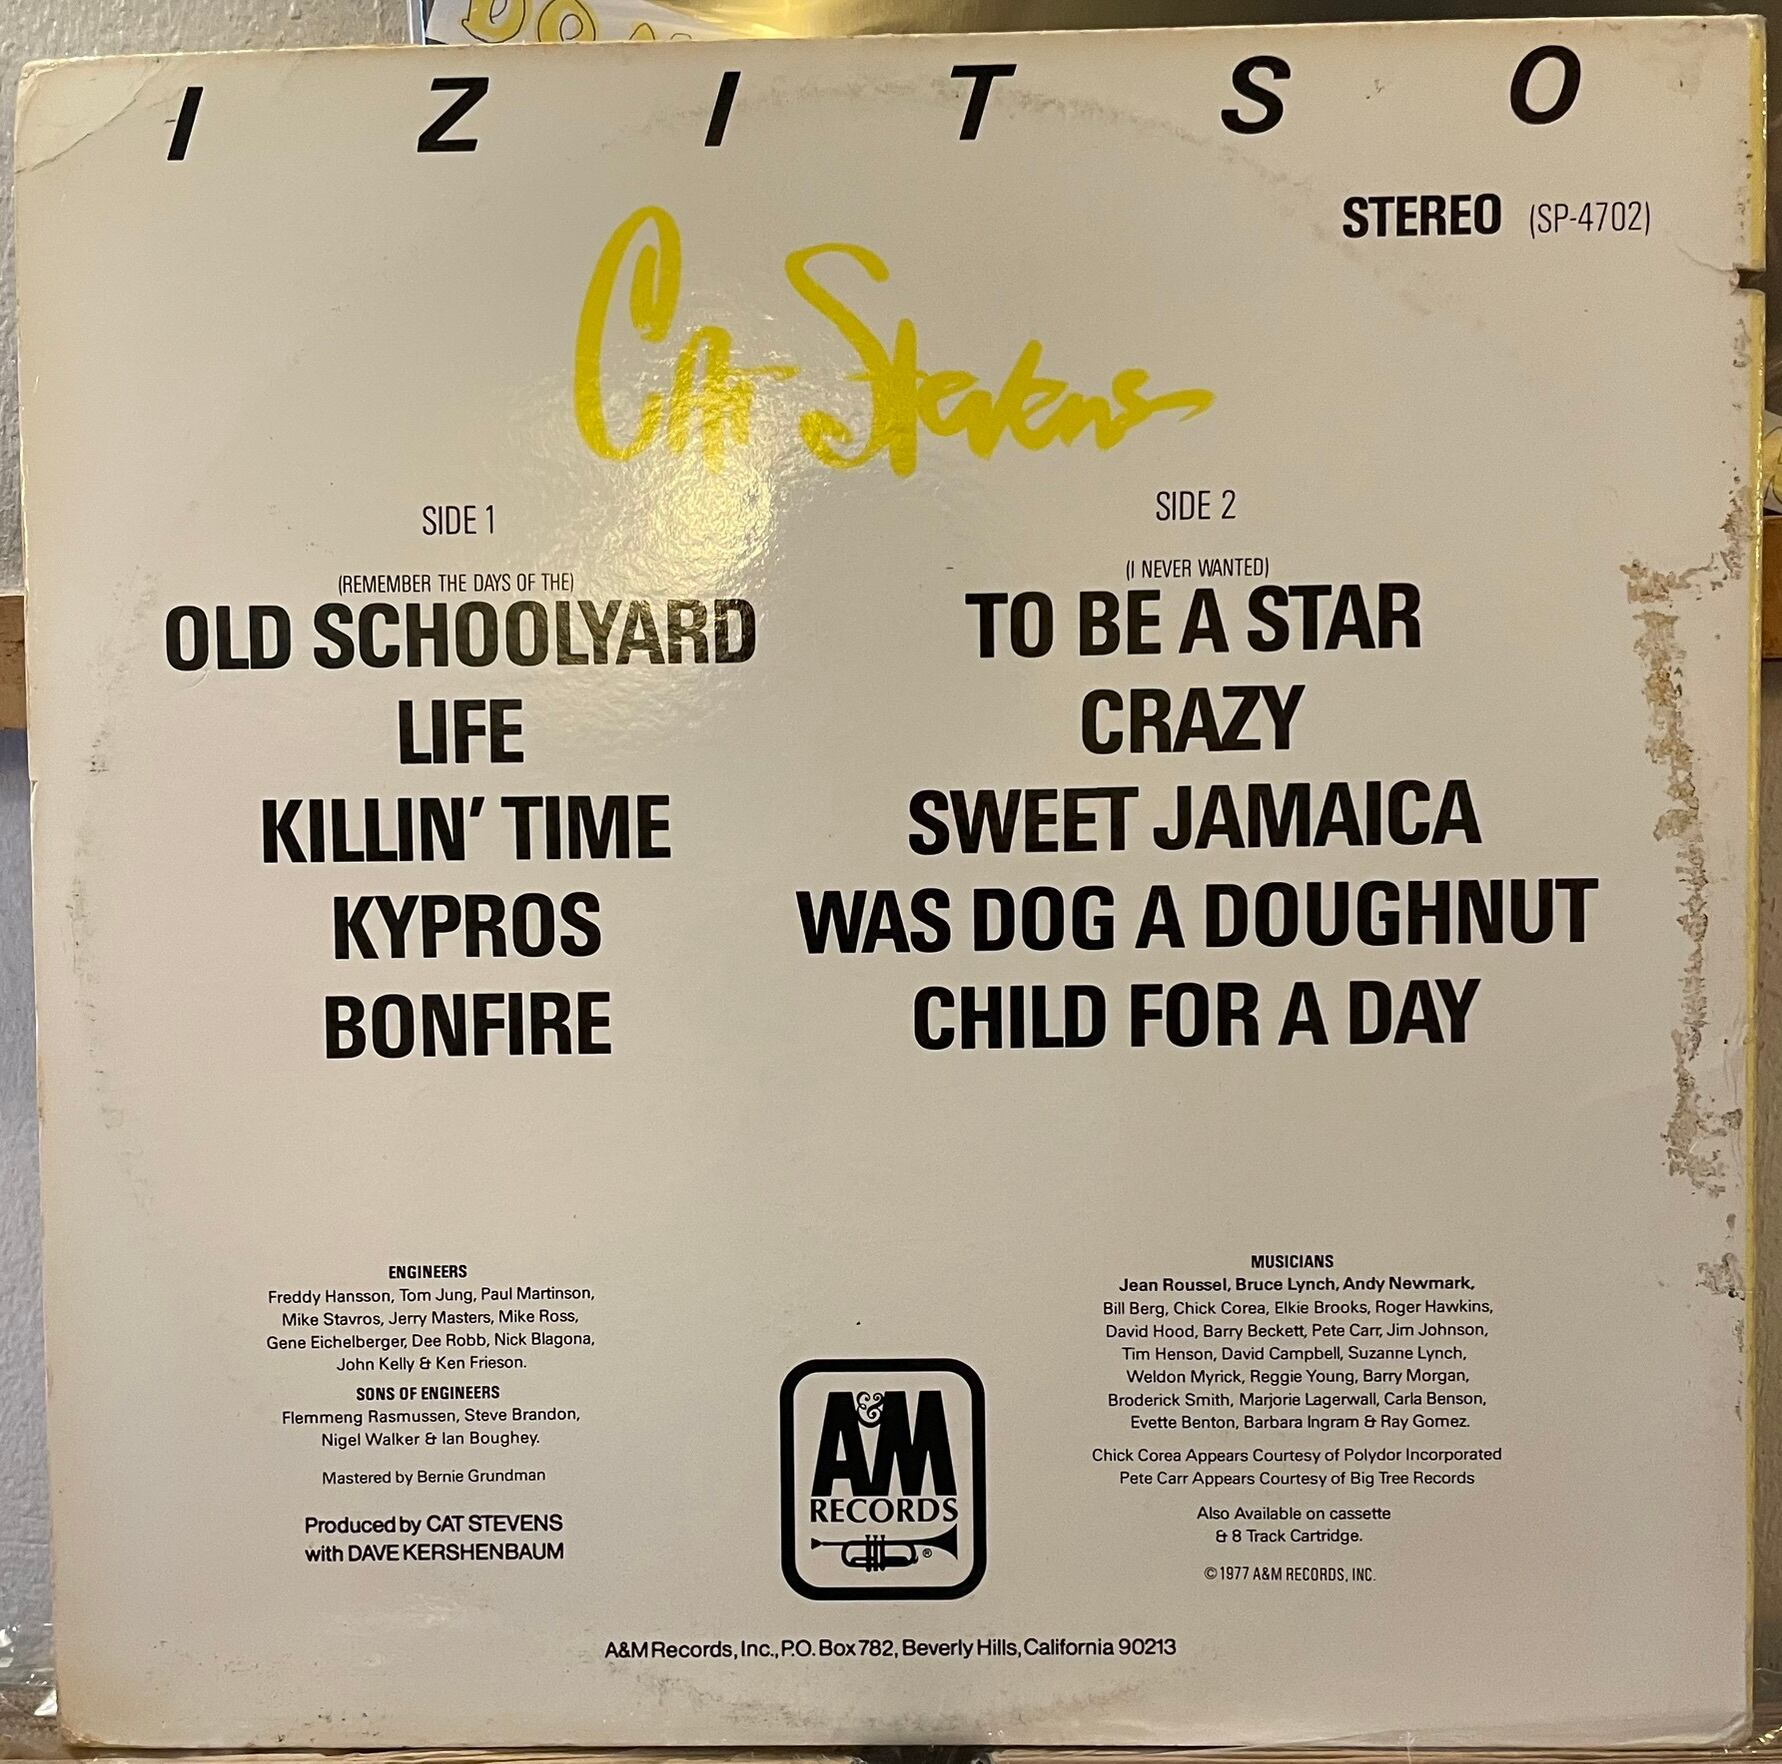 I Z I T S O
STEREO (SP-4702)
Cat Stevens
SIDE 1
(REMEMBER THE DAYS OF THE)
OLD SCHOOLYARD
LIFE
KILLIN' TIME
KYPROS
BONFIRE
SIDE 2
(I NEVER WANTED)
TO BE A STAR
CRAZY
SWEET JAMAICA
WAS DOG A DOUGHNUT
CHILD FOR A DAY
ENGINEERS
Freddy Hansson, Tom Jung, Paul Martinson,
Mike Stavros, Jerry Masters, Mike Ross,
Gene Eichelberger, Dee Robb, Nick Blagona,
John Kelly & Ken Frieson.
SONS OF ENGINEERS
Flemmeng Rasmussen, Steve Brandon,
Nigel Walker & Ian Boughey.
Mastered by Bernie Grundman
Produced by CAT STEVENS
with DAVE KERSHENBAUM
A&M
RECORDS
®
MUSICIANS
Jean Roussel, Bruce Lynch, Andy Newmark,
Bill Berg, Chick Corea, Elkie Brooks, Roger Hawkins,
David Hood, Barry Beckett, Pete Carr, Jim Johnson,
Tim Henson, David Campbell, Suzanne Lynch,
Weldon Myrick, Reggie Young, Barry Morgan,
Broderick Smith, Marjorie Lagerwall, Carla Benson,
Evette Benton, Barbara Ingram & Ray Gomez.
Chick Corea Appears Courtesy of Polydor Incorporated
Pete Carr Appears Courtesy of Big Tree Records
Also Available on cassette
& 8 Track Cartridge.
©1977 A&M RECORDS, INC.
A&M Records, Inc., P.O. Box 782, Beverly Hills, California 90213